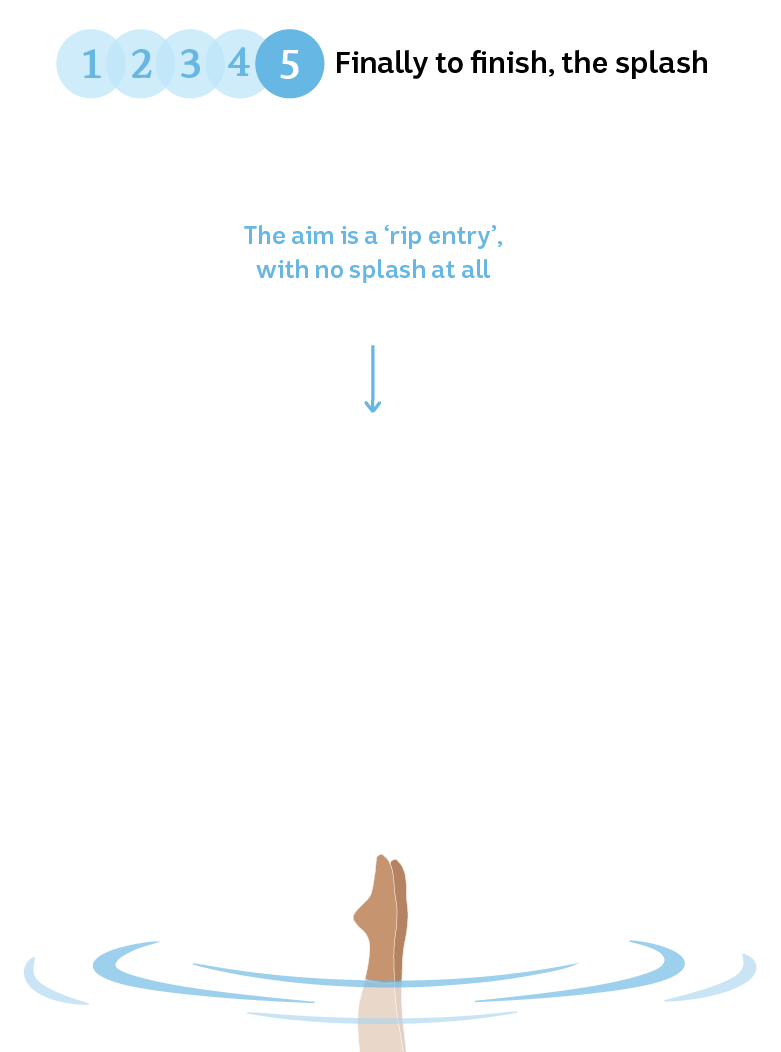 1 2 3 4 5 Finally to finish, the splash
The aim is a ‘rip entry’,
with no splash at all